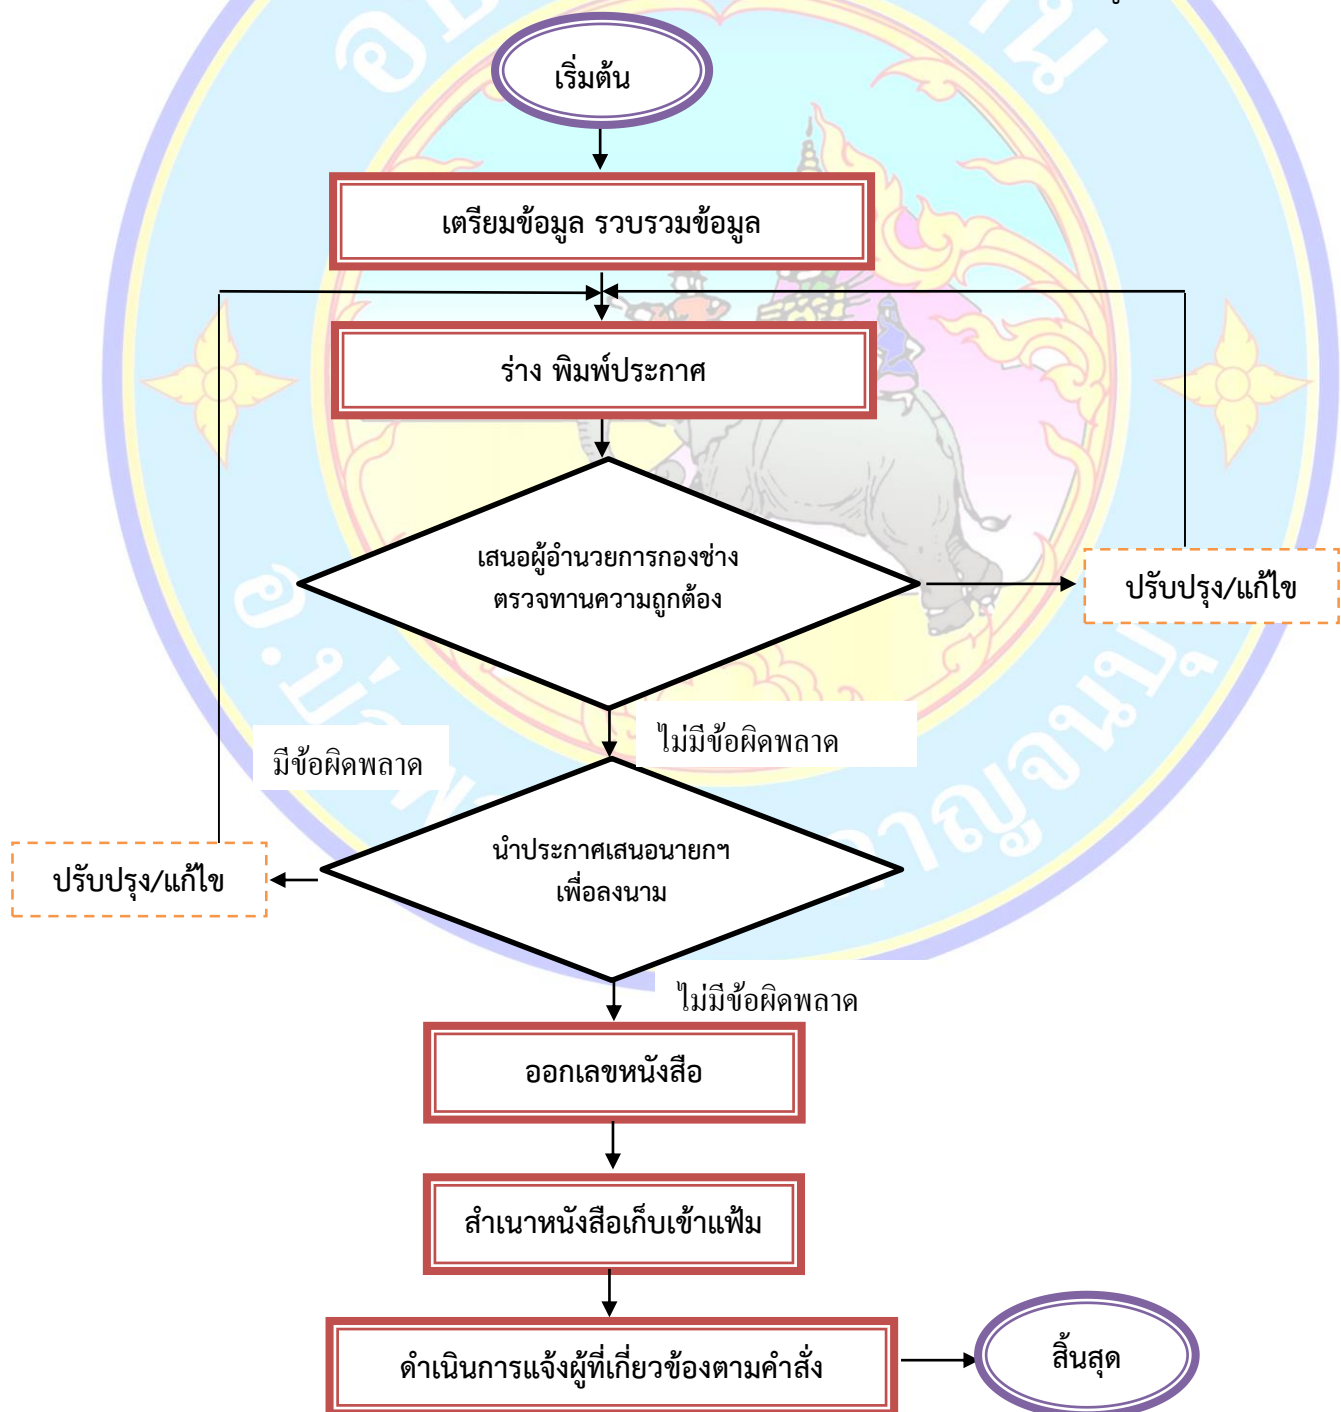 เริ่มต้น
เตรียมข้อมูล รวบรวมข้อมูล
ร่าง พิมพ์ประกาศ
เสนอผู้อำนวยการกองช่าง
ตรวจทานความถูกต้อง
ปรับปรุง/แก้ไข
ไม่มีข้อผิดพลาด
มีข้อผิดพลาด
นำประกาศเสนอนายกฯ
เพื่อลงนาม
ปรับปรุง/แก้ไข
ไม่มีข้อผิดพลาด
ออกเลขหนังสือ
สำเนาหนังสือเก็บเข้าแฟ้ม
ดำเนินการแจ้งผู้ที่เกี่ยวข้องตามคำสั่ง
สิ้นสุด